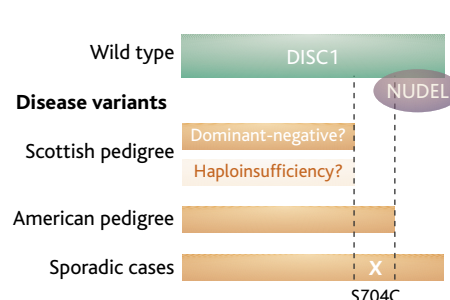 Wild type
DISC1
NUDEL
Disease variants
Scottish pedigree
Dominant-negative?
Haploinsufficiency?
American pedigree
Sporadic cases
X
S704C